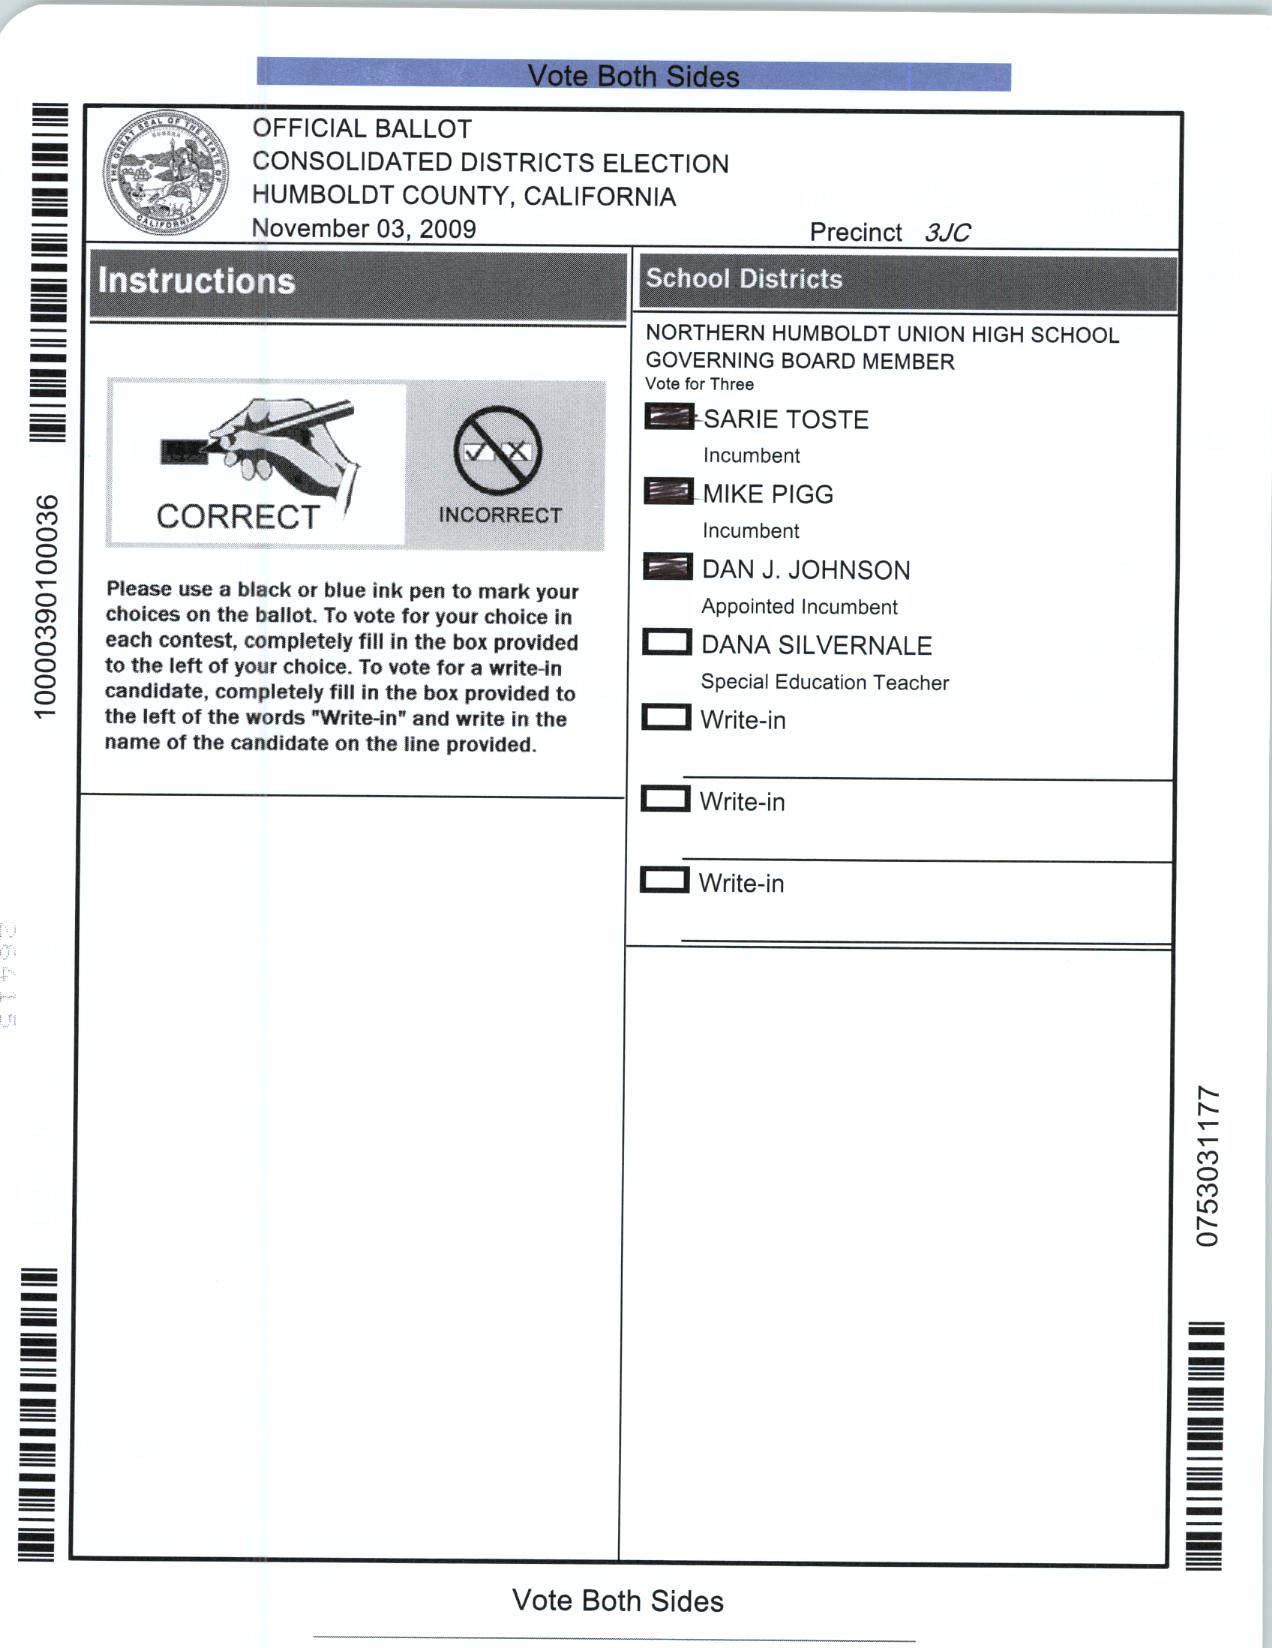 Vote Both Sides
OFFICIAL BALLOT
CONSOLIDATED DISTRICTS ELECTION
HUMBOLDT COUNTY, CALIFORNIA
November 03, 2009
Precinct 3JC
THE GREAT SEAL OF THE STATE OF CALIFORNIA
EUREKA
Instructions
CORRECT
INCORRECT
Please use a black or blue ink pen to mark your
choices on the ballot. To vote for your choice in
each contest, completely fill in the box provided
to the left of your choice. To vote for a write-in
candidate, completely fill in the box provided to
the left of the words "Write-in" and write in the
name of the candidate on the line provided.
School Districts
NORTHERN HUMBOLDT UNION HIGH SCHOOL
GOVERNING BOARD MEMBER
Vote for Three
SARIE TOSTE
Incumbent
MIKE PIGG
Incumbent
DAN J. JOHNSON
Appointed Incumbent
DANA SILVERNALE
Special Education Teacher
Write-in
Write-in
Write-in
10000390100036
0753031177
Vote Both Sides